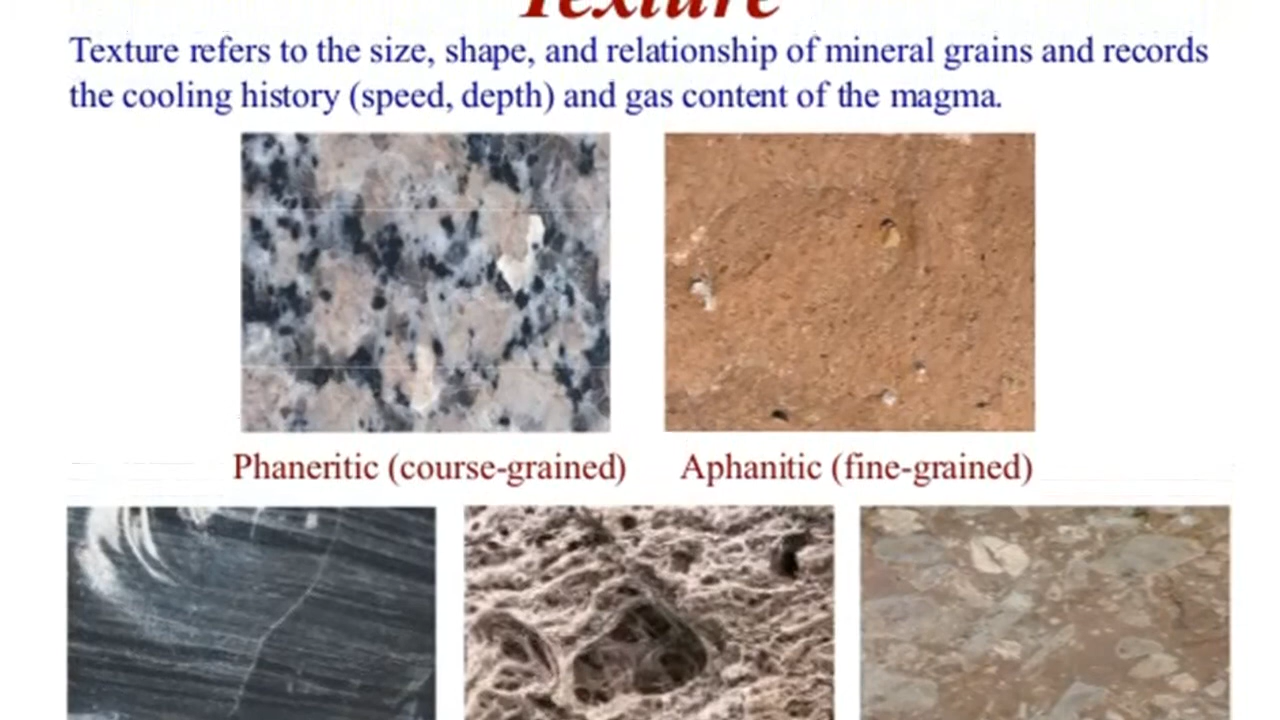 Texture
Texture refers to the size, shape, and relationship of mineral grains and records
the cooling history (speed, depth) and gas content of the magma.
Phaneritic (course-grained)
Aphanitic (fine-grained)